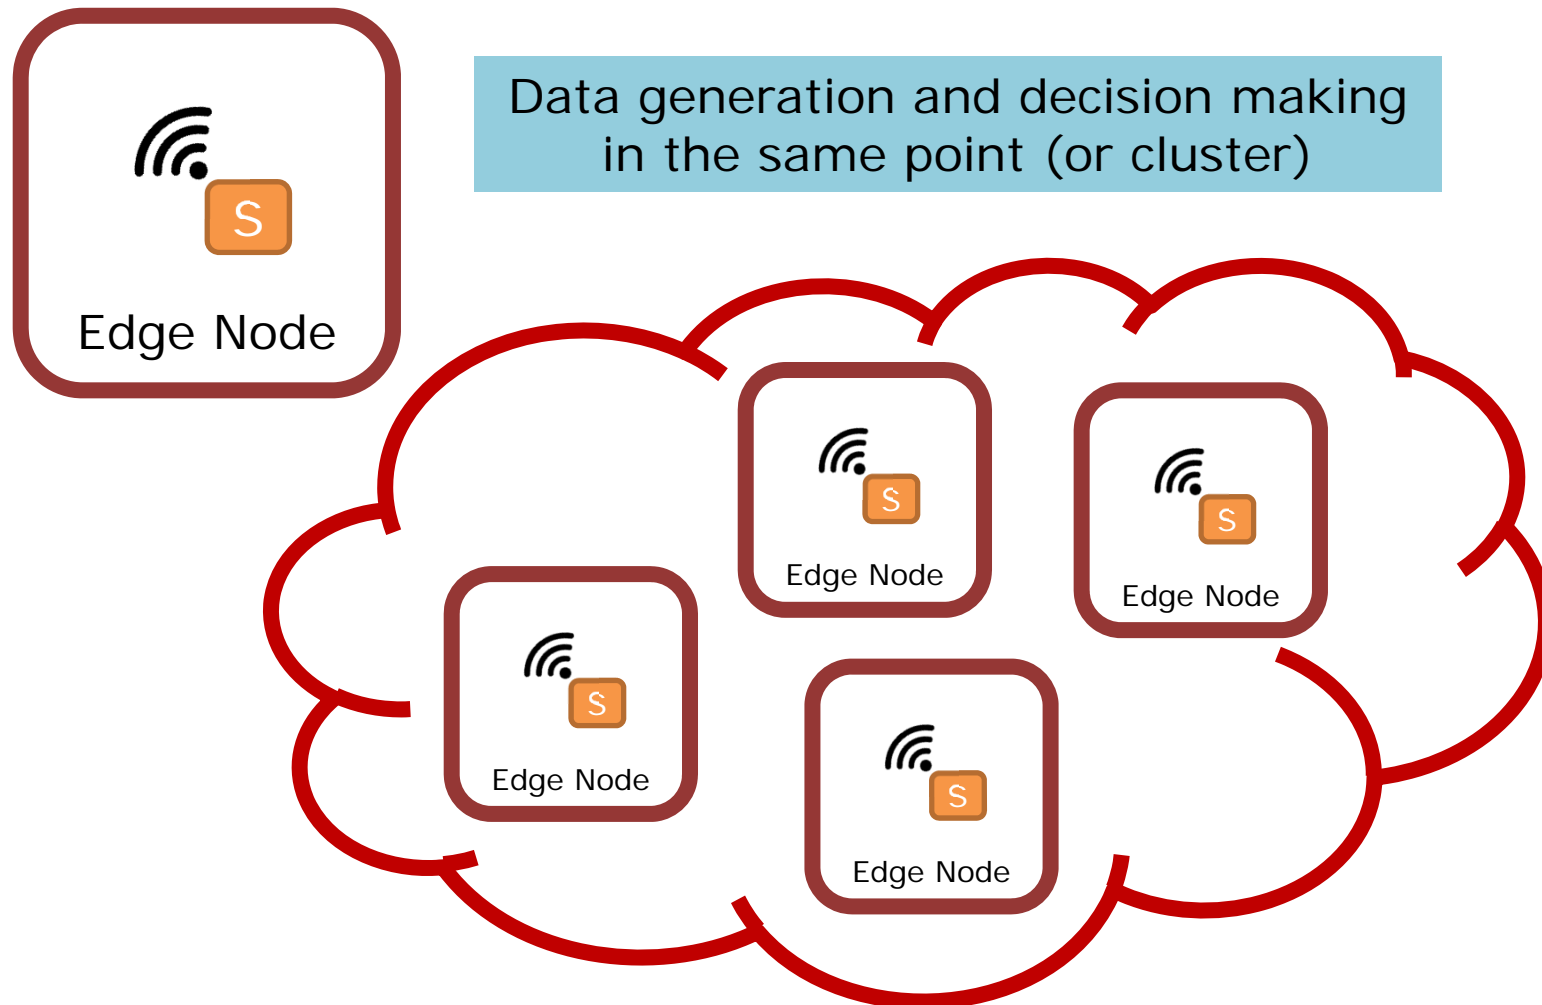 Data generation and decision making
in the same point (or cluster)
S
Edge Node
S
Edge Node
S
Edge Node
S
Edge Node
S
Edge Node